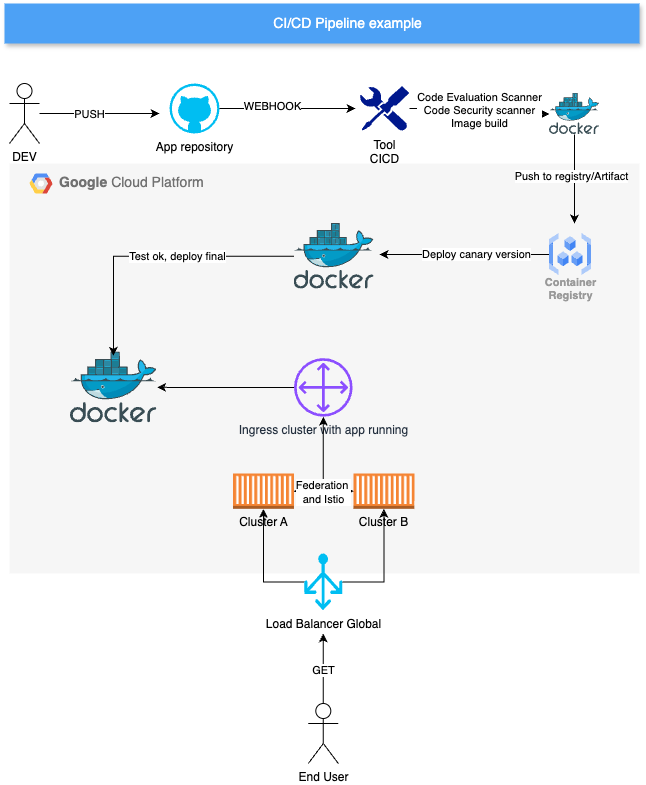 CI/CD Pipeline example
PUSH
WEBHOOK
Code Evaluation Scanner
Code Security scanner
Image build
docker
DEV
App repository
Tool
CICD
Google Cloud Platform
Push to registry/Artifact
Test ok, deploy final
docker
Deploy canary version
Container
Registry
docker
Ingress cluster with app running
Federation
and Istio
Cluster A
Cluster B
Load Balancer Global
GET
End User